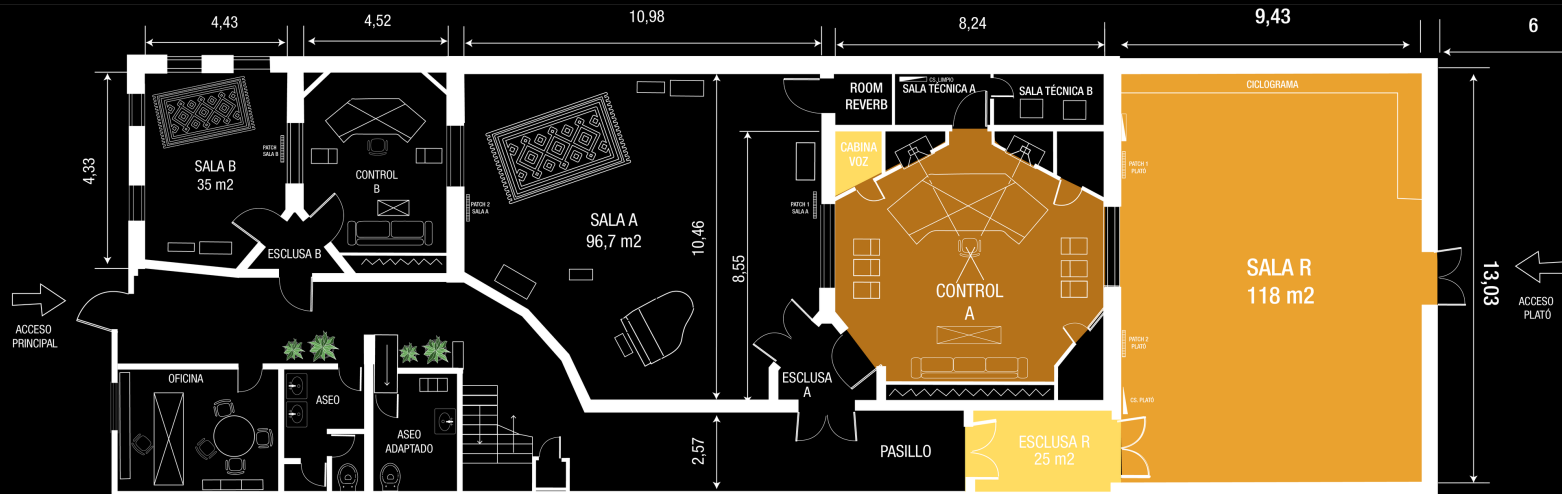 4,43
4,52
10,98
8,24
9,43
6
4,33
SALA B
35 m2
PATCH
SALA B
CONTROL
B
ESCLUSA B
PATCH 2
SALA A
SALA A
96,7 m2
10,46
8,55
PATCH 1
SALA A
ROOM
REVERB
CS. LIMPIO
SALA TÉCNICA A
SALA TÉCNICA B
CABINA
VOZ
CONTROL
A
CICLOGRAMA
PATCH 1
PLATÓ
SALA R
118 m2
PATCH 2
PLATÓ
CS. PLATÓ
13,03
ACCESO
PLATÓ
ACCESO
PRINCIPAL
OFICINA
ASEO
ASEO
ADAPTADO
ESCLUSA
A
2,57
PASILLO
ESCLUSA R
25 m2